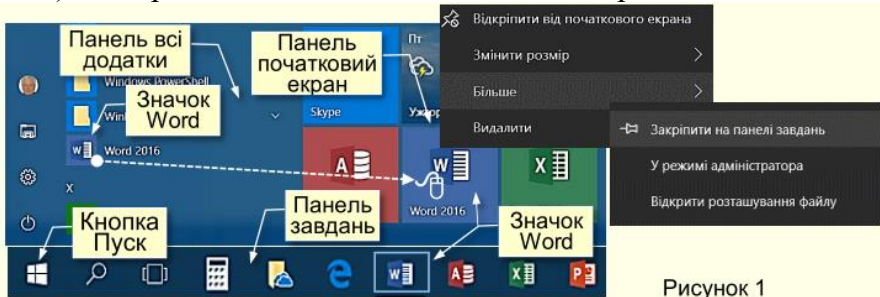 Панель всі
додатки
Панель
початковий
екран
Пт
Windows PowerShell
Значок
Word
Win
Skype
Ужгор
Word 2016
X
A
W
X
Word 2016
Кнопка
Пуск
Панель
завдань
Значок
Word
Відкріпити від початкового екрана
Змінити розмір
Більше
Видалити
Закріпити на панелі завдань
У режимі адміністратора
Відкрити розташування файлу
Рисунок 1